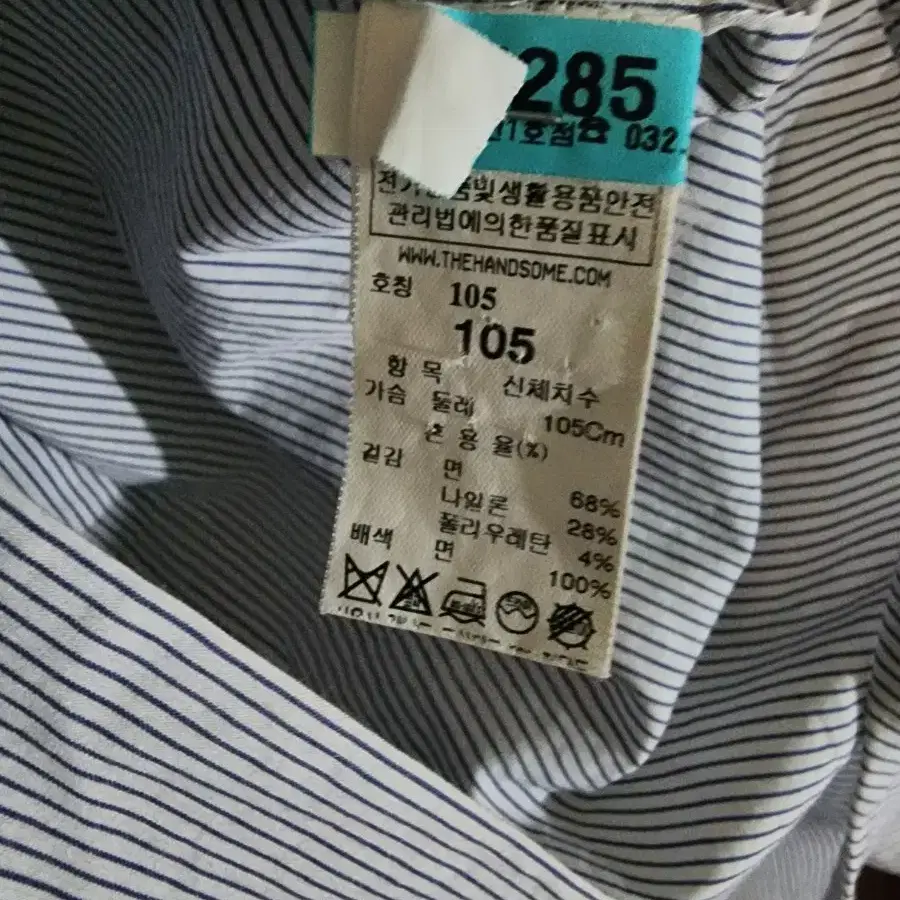 285
1호점☎ 032
전기 품및생활용품안전
관리법에의한품질표시
WWW.THEHANDSOME.COM
호칭 105
105
항 목 신체치수
가슴 둘레 105Cm
혼 용 율(%)
겉감 면 68%
나일론 28%
폴리우레탄 4%
배색 면 100%